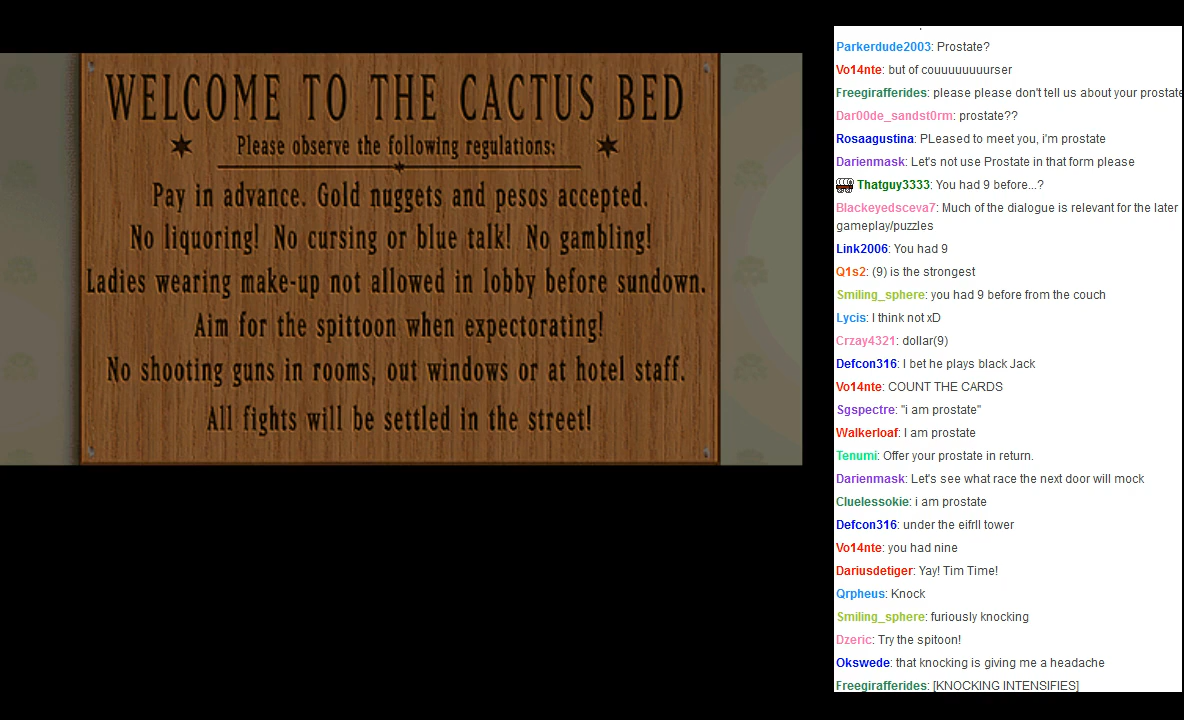 WELCOME TO THE CACTUS BED
Please observe the following regulations:
Pay in advance. Gold nuggets and pesos accepted.
No liquoring! No cursing or blue talk! No gambling!
Ladies wearing make-up not allowed in lobby before sundown.
Aim for the spittoon when expectorating!
No shooting guns in rooms, out windows or at hotel staff.
All fights will be settled in the street!
Parkerdude2003: Prostate?
Vo14nte: but of couuuuuuuurser
Freegirafferides: please please don't tell us about your prostate
Dar00de_sandst0rm: prostate??
Rosaagustina: PLeased to meet you, i'm prostate
Darienmask: Let's not use Prostate in that form please
Thatguy3333: You had 9 before...?
Blackeyedsceva7: Much of the dialogue is relevant for the later
gameplay/puzzles
Link2006: You had 9
Q1s2: (9) is the strongest
Smiling_sphere: you had 9 before from the couch
Lycis: I think not xD
Crzay4321: dollar(9)
Defcon316: I bet he plays black Jack
Vo14nte: COUNT THE CARDS
Sgspectre: "i am prostate"
Walkerloaf: I am prostate
Tenumi: Offer your prostate in return.
Darienmask: Let's see what race the next door will mock
Cluelessokie: i am prostate
Defcon316: under the eifrll tower
Vo14nte: you had nine
Dariusdetiger: Yay! Tim Time!
Qrpheus: Knock
Smiling_sphere: furiously knocking
Dzeric: Try the spitoon!
Okswede: that knocking is giving me a headache
Freegirafferides: [KNOCKING INTENSIFIES]